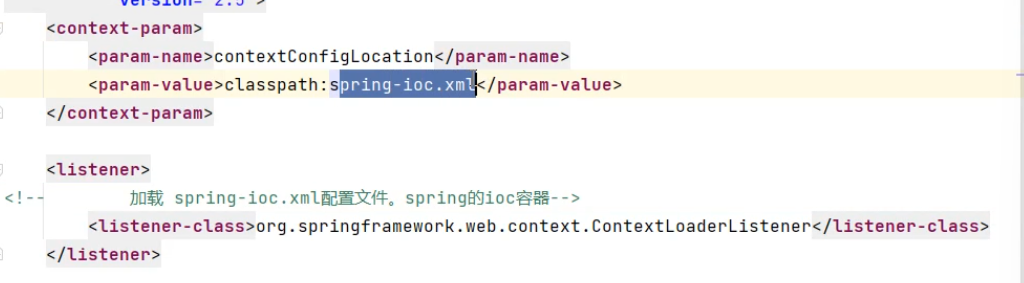 version="2.5">
<context-param>
<param-name>contextConfigLocation</param-name>
<param-value>classpath:spring-ioc.xml</param-value>
</context-param>
<listener>
<!-- 加载 spring-ioc.xml配置文件。spring的ioc容器-->
<listener-class>org.springframework.web.context.ContextLoaderListener</listener-class>
</listener>